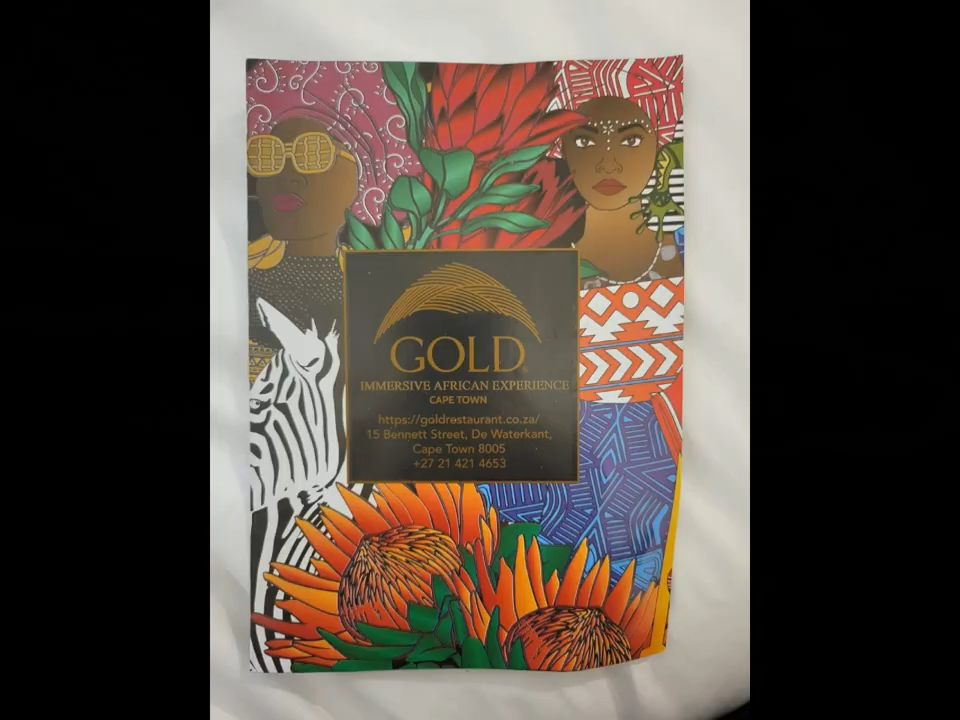 GOLD
IMMERSIVE AFRICAN EXPERIENCE
CAPE TOWN
https://goldrestaurant.co.za/
15 Bennett Street, De Waterkant,
Cape Town 8005
+27 21 421 4653